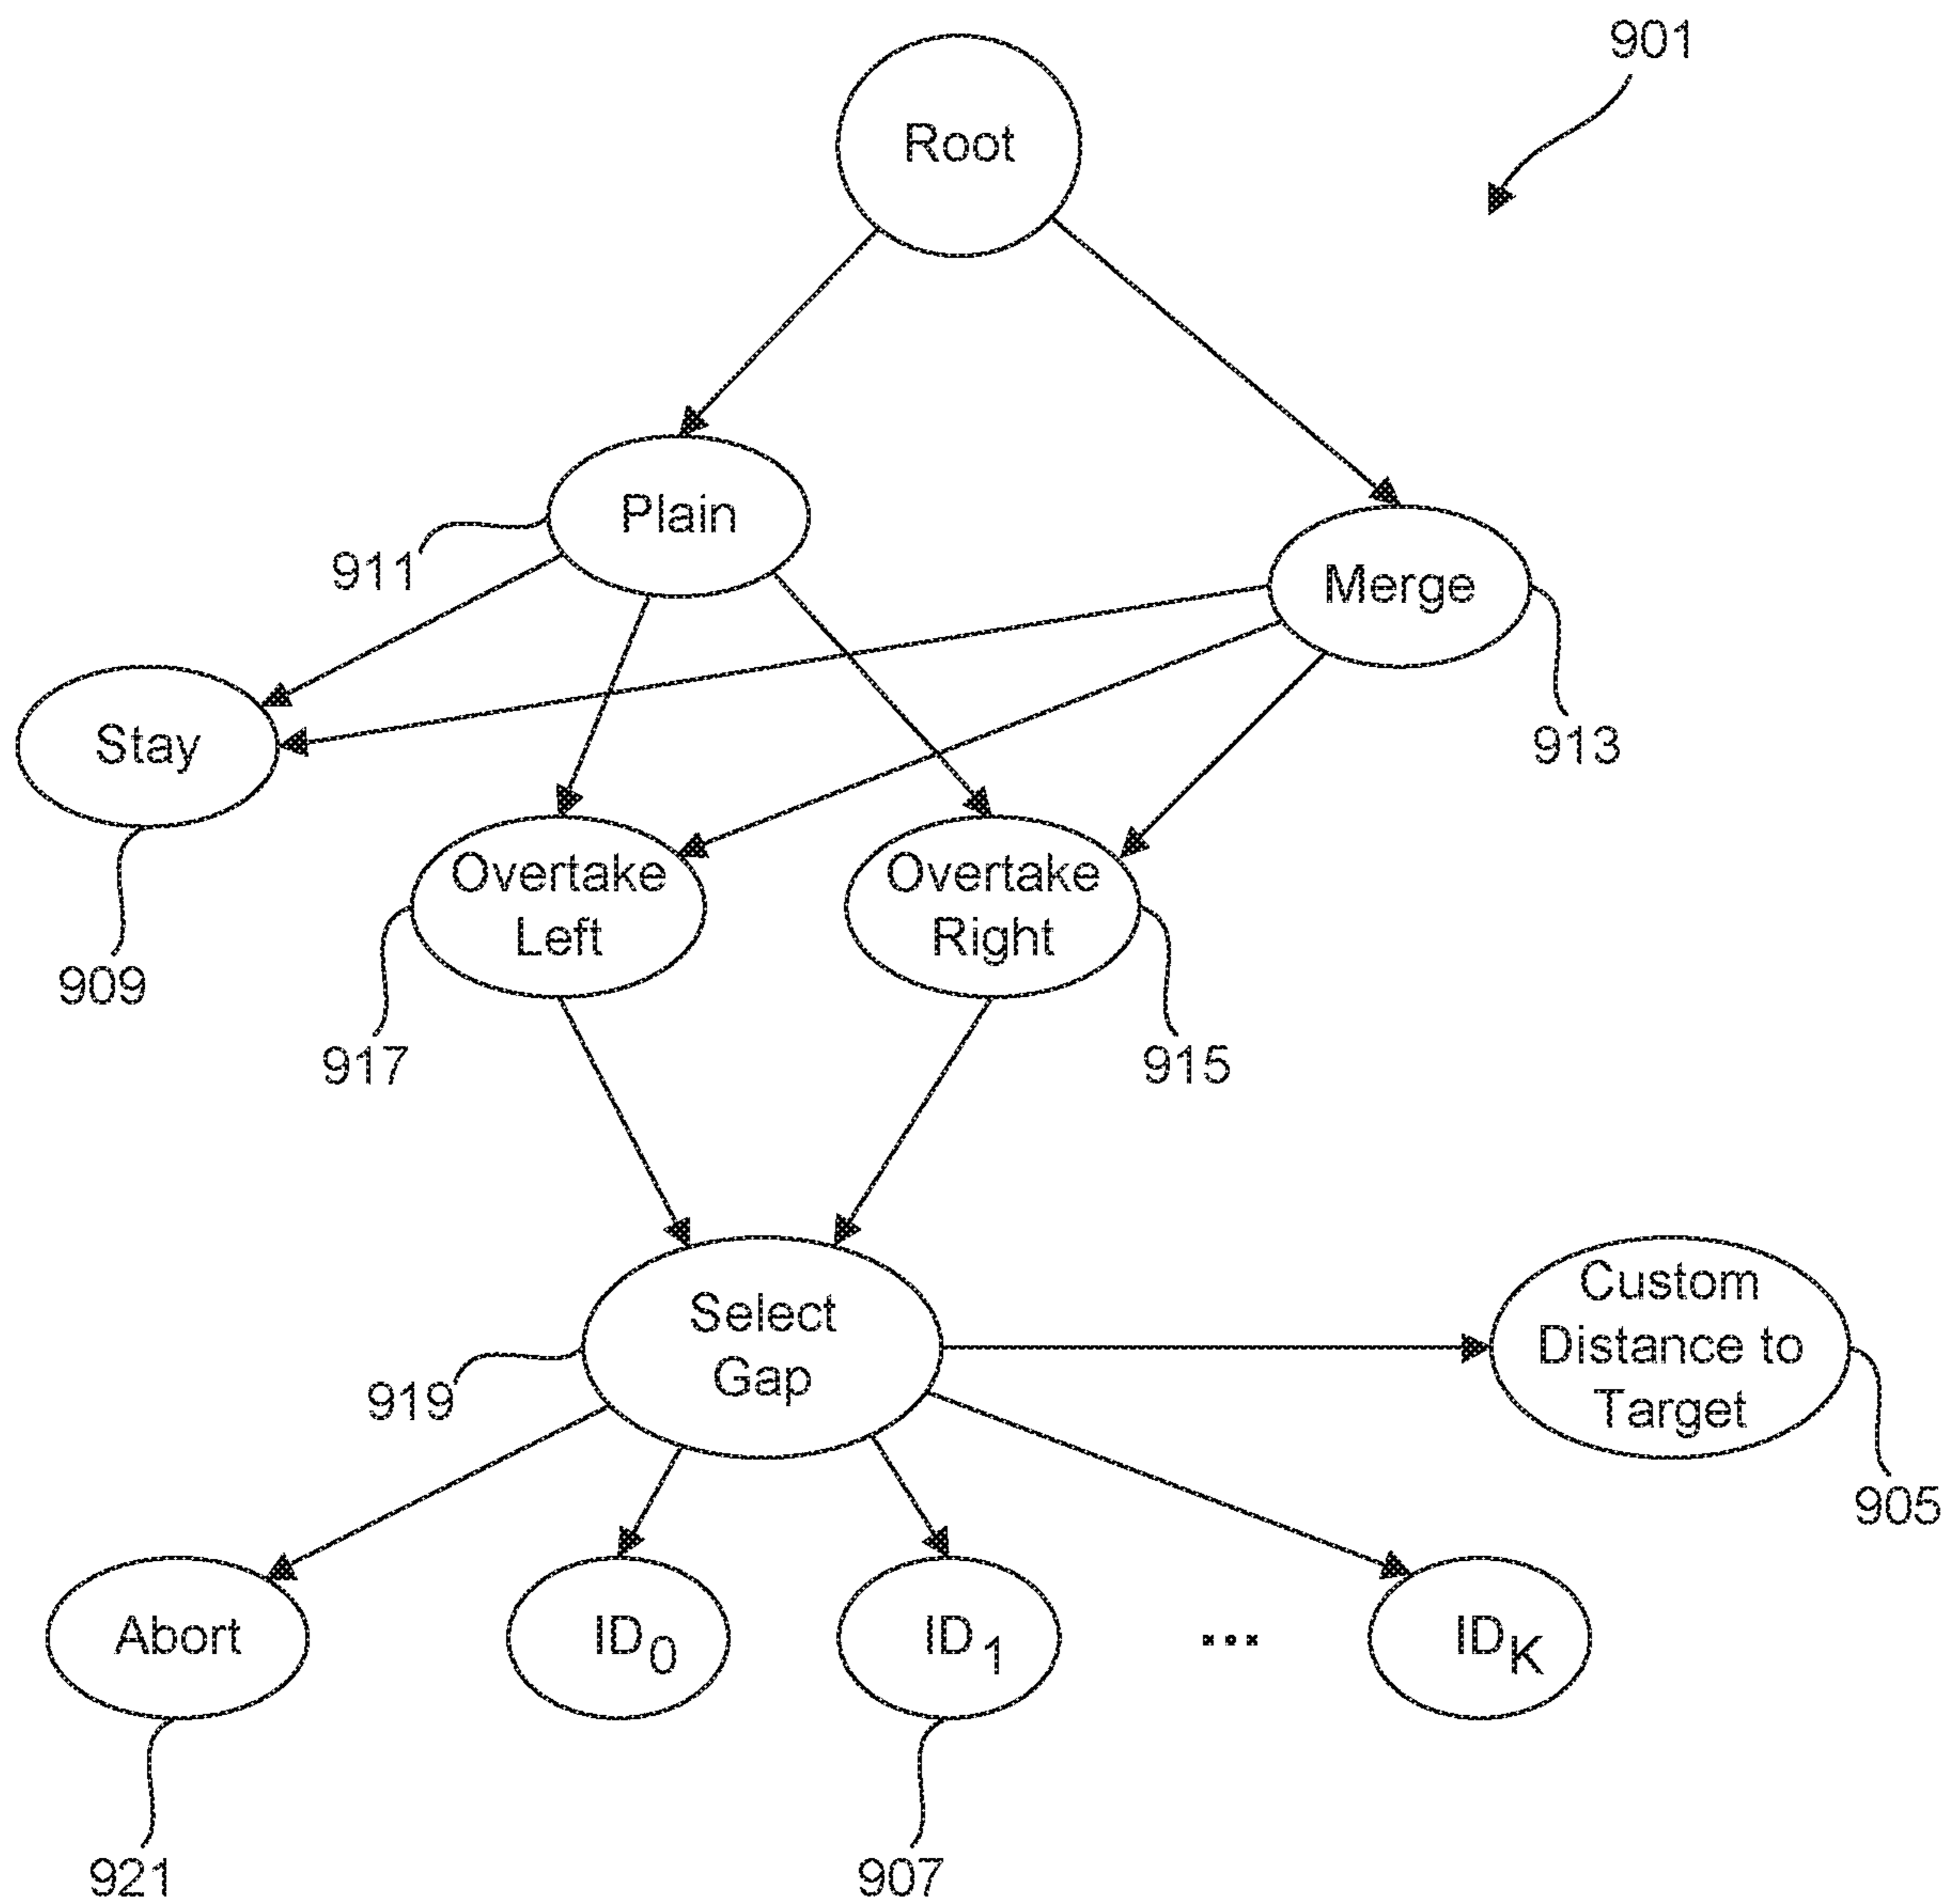 901
Root
Plain
911
Merge
913
Stay
909
Overtake
Left
917
Overtake
Right
915
Select
Gap
919
Custom
Distance to
Target
905
Abort
ID0
ID1
...
IDK
921
907